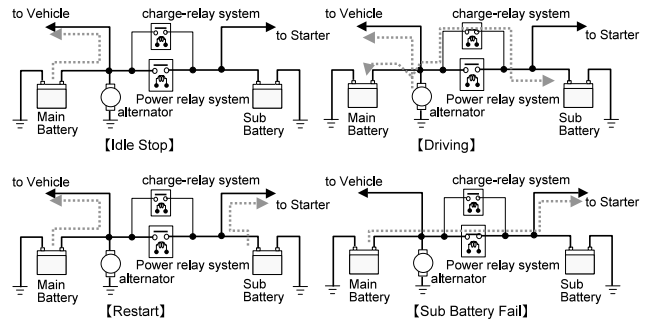 to Vehicle
charge-relay system
to Starter
Main
Battery
alternator
Power relay system
Sub
Battery
【Idle Stop】
to Vehicle
charge-relay system
to Starter
Main
Battery
alternator
Power relay system
Sub
Battery
【Driving】
to Vehicle
charge-relay system
to Starter
Main
Battery
alternator
Power relay system
Sub
Battery
【Restart】
to Vehicle
charge-relay system
to Starter
Main
Battery
alternator
Power relay system
Sub
Battery
【Sub Battery Fail】